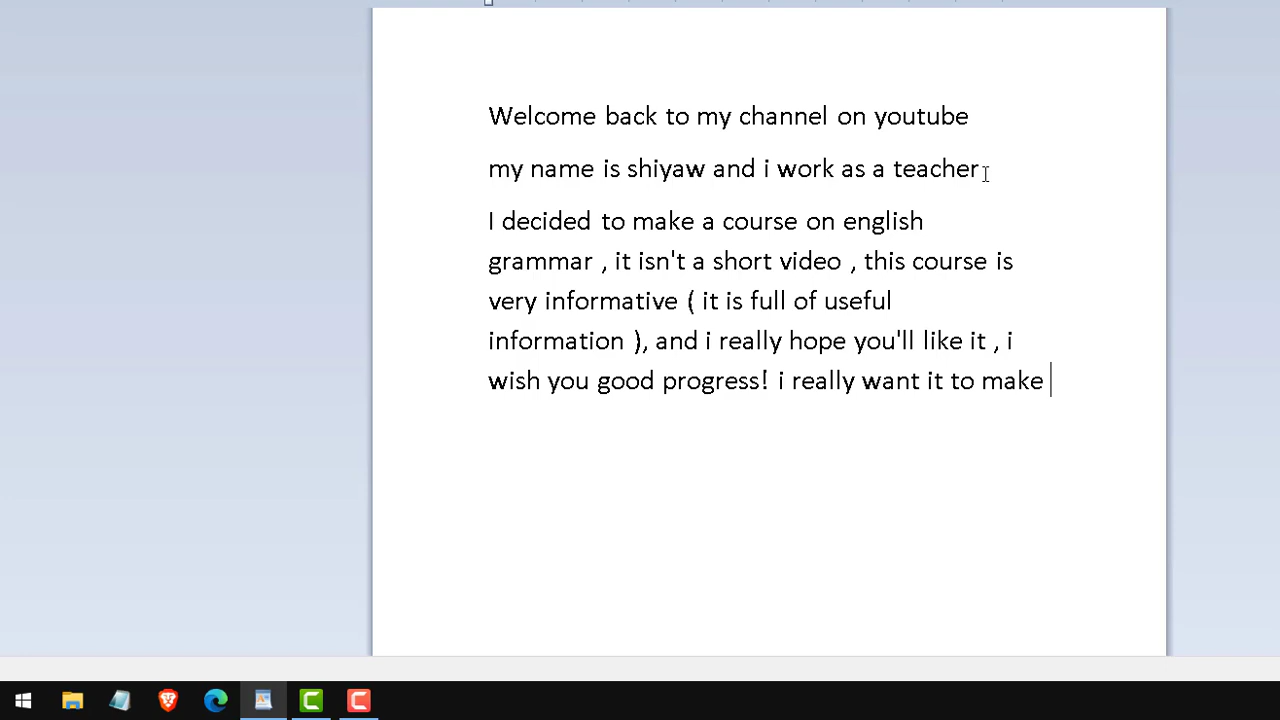 Welcome back to my channel on youtube
my name is shiyaw and i work as a teacher
I decided to make a course on english
grammar , it isn't a short video , this course is
very informative ( it is full of useful
information ), and i really hope you'll like it , i
wish you good progress! i really want it to make